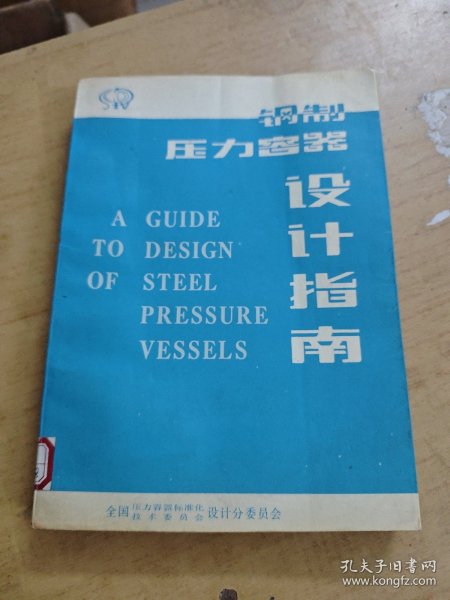 钢制
压力容器
设计指南
A GUIDE
TO DESIGN
OF STEEL
PRESSURE
VESSELS
全国压力容器标准化技术委员会设计分委员会
孔夫子旧书网
www.kongfz.com